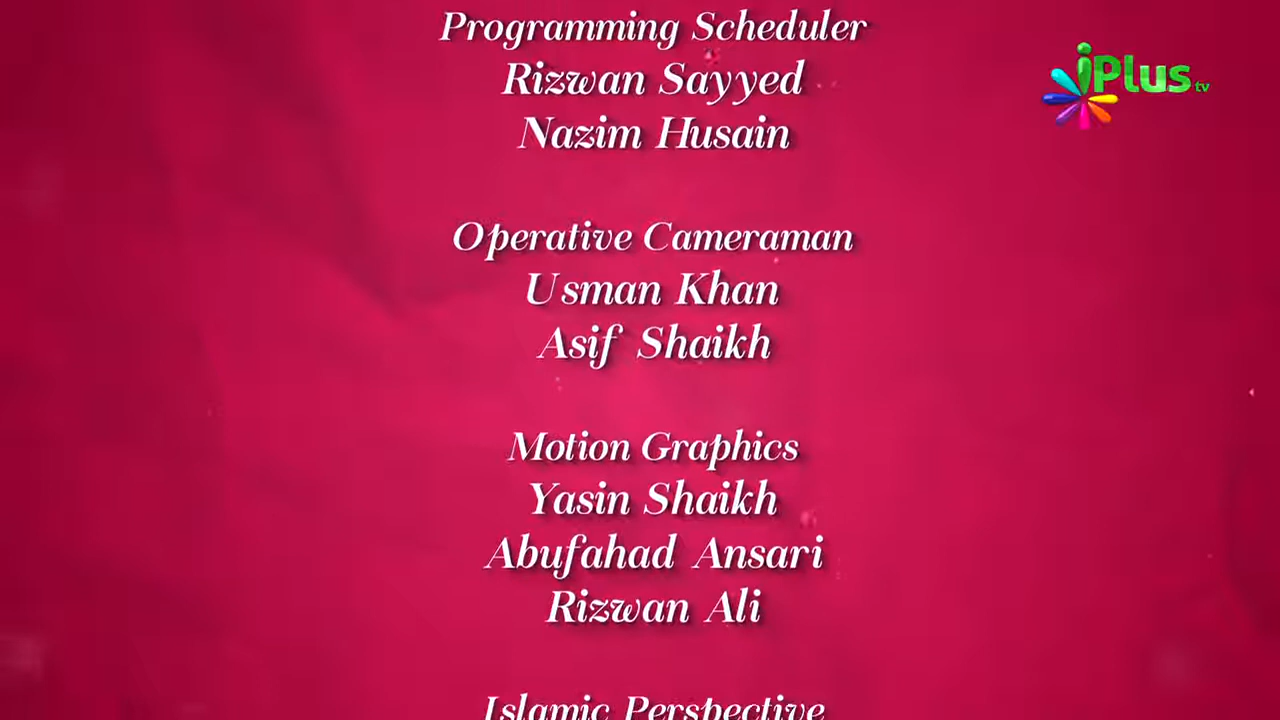 Programming Scheduler
Rizwan Sayyed
Nazim Husain
iPlus tv
Operative Cameraman
Usman Khan
Asif Shaikh
Motion Graphics
Yasin Shaikh
Abufahad Ansari
Rizwan Ali
Islamic Perspective